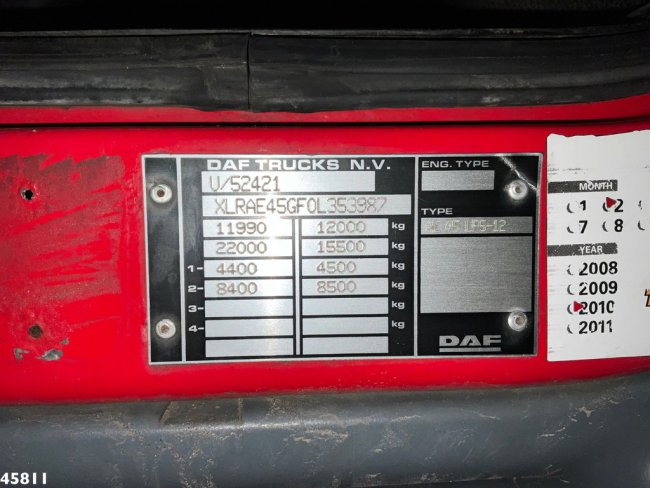 DAF TRUCKS N.V.
V/52421
XLRAE45GF0L353987
11990 12000 kg
22000 15500 kg
1- 4400 4500 kg
2- 8400 8500 kg
3- kg
4- kg
ENG. TYPE
TYPE
DAF
MONTH
1 2
7 8
YEAR
2008
2009
2010
2011
45811